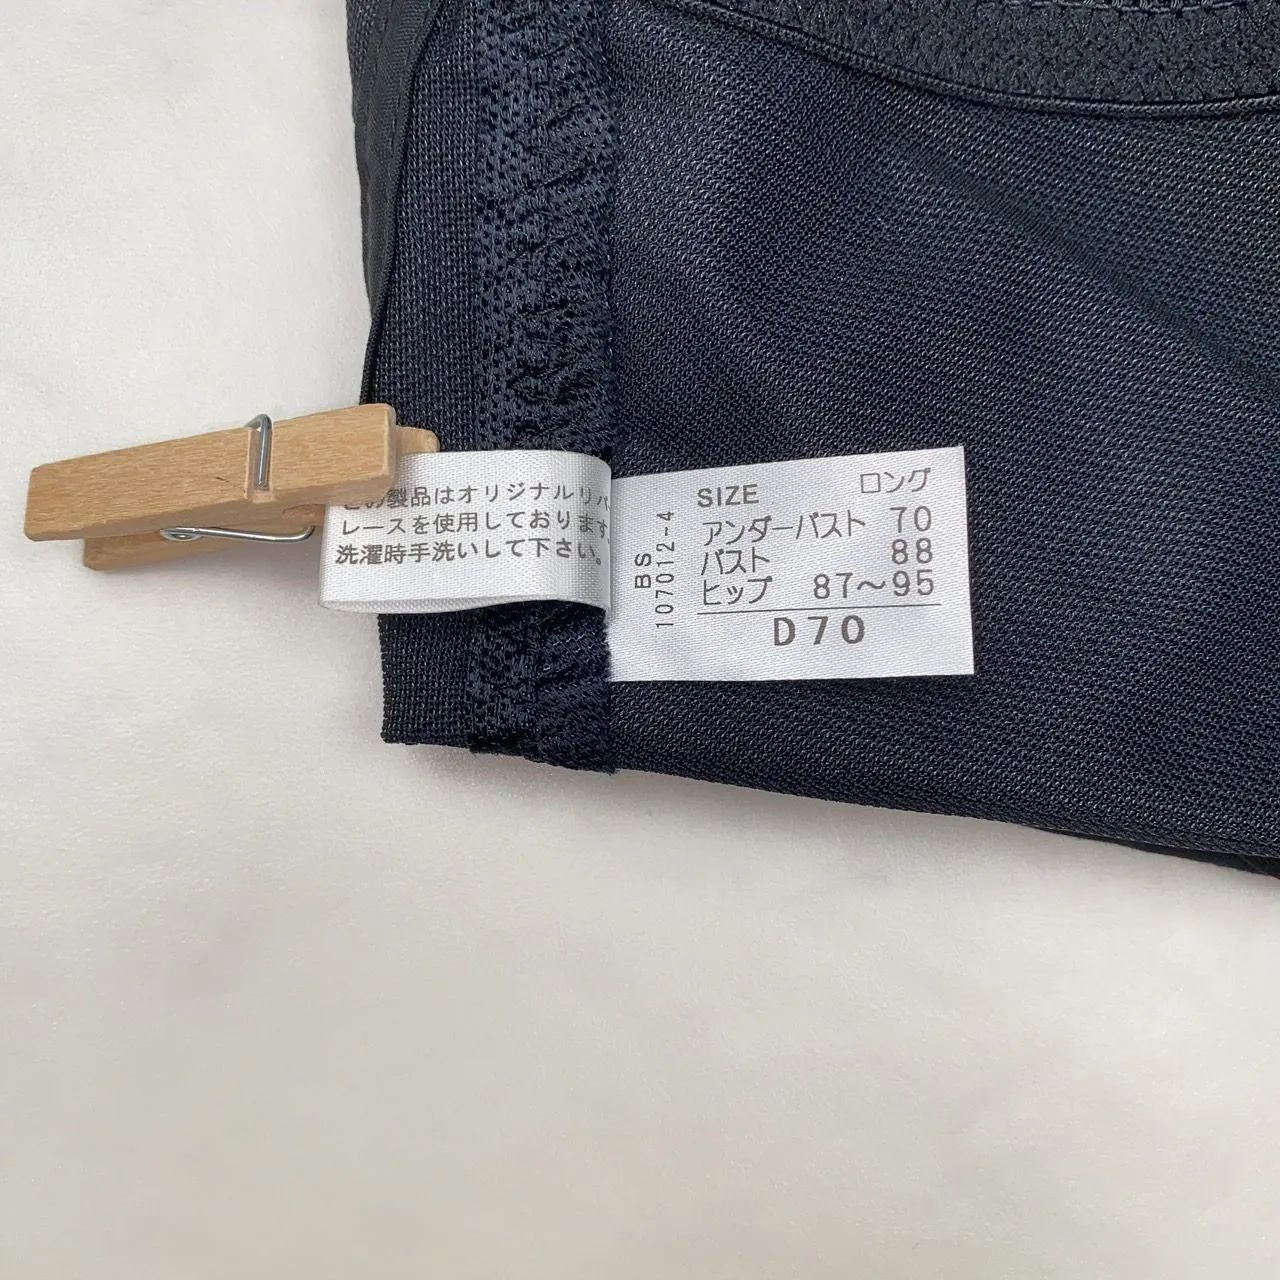 この製品はオリジナルリバー
レースを使用しております。
洗濯時手洗いして下さい。
BS
107012-4
SIZE ロング
アンダーバスト 70
バスト 88
ヒップ 87～95
D70